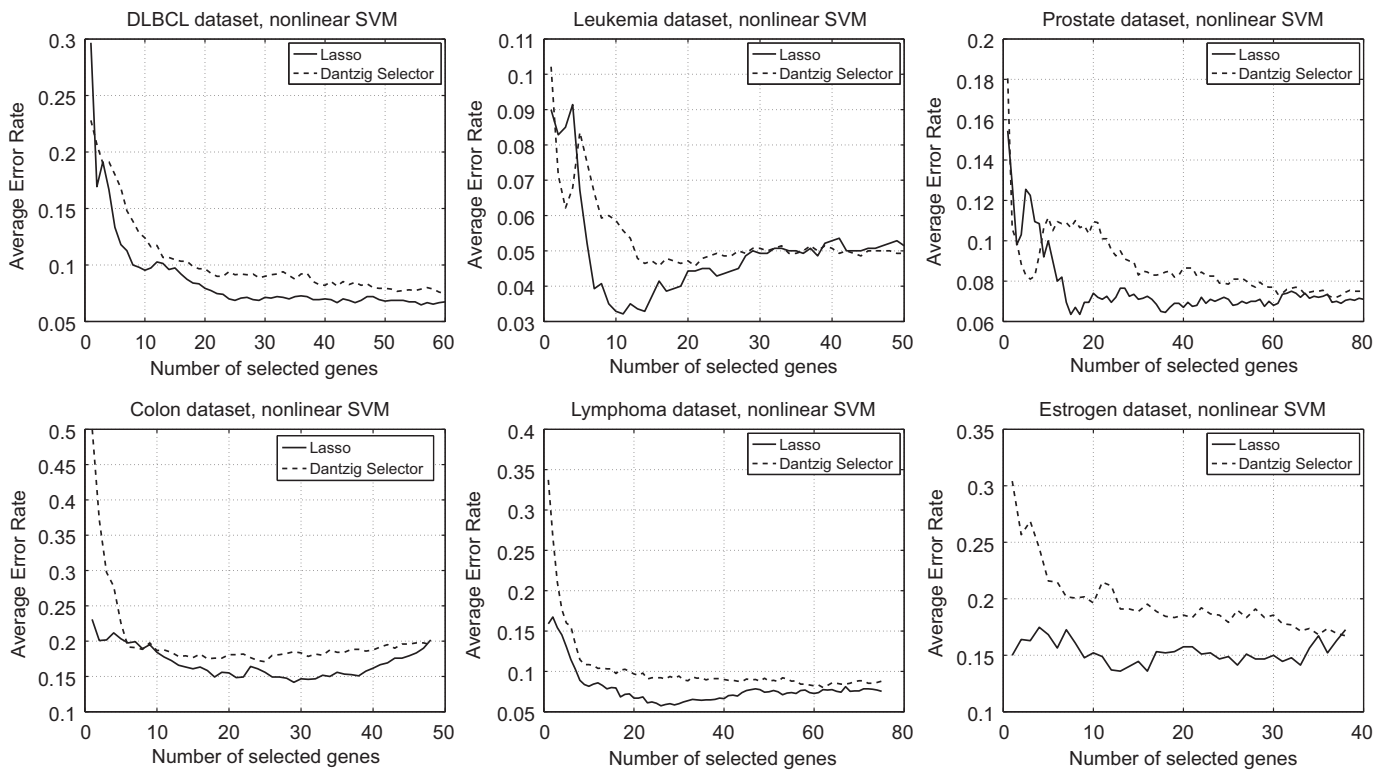 DLBCL dataset, nonlinear SVM
0.3
0.25
0.2
0.15
0.1
0.05
0 10 20 30 40 50 60
Average Error Rate
Number of selected genes
Lasso
Dantzig Selector
Leukemia dataset, nonlinear SVM
0.11
0.1
0.09
0.08
0.07
0.06
0.05
0.04
0.03
0 10 20 30 40 50
Average Error Rate
Number of selected genes
Lasso
Dantzig Selector
Prostate dataset, nonlinear SVM
0.2
0.18
0.16
0.14
0.12
0.1
0.08
0.06
0 20 40 60 80
Average Error Rate
Number of selected genes
Lasso
Dantzig Selector
Colon dataset, nonlinear SVM
0.5
0.45
0.4
0.35
0.3
0.25
0.2
0.15
0.1
0 10 20 30 40 50
Average Error Rate
Number of selected genes
Lasso
Dantzig Selector
Lymphoma dataset, nonlinear SVM
0.4
0.35
0.3
0.25
0.2
0.15
0.1
0.05
0 20 40 60 80
Average Error Rate
Number of selected genes
Lasso
Dantzig Selector
Estrogen dataset, nonlinear SVM
0.35
0.3
0.25
0.2
0.15
0.1
0 10 20 30 40
Average Error Rate
Number of selected genes
Lasso
Dantzig Selector